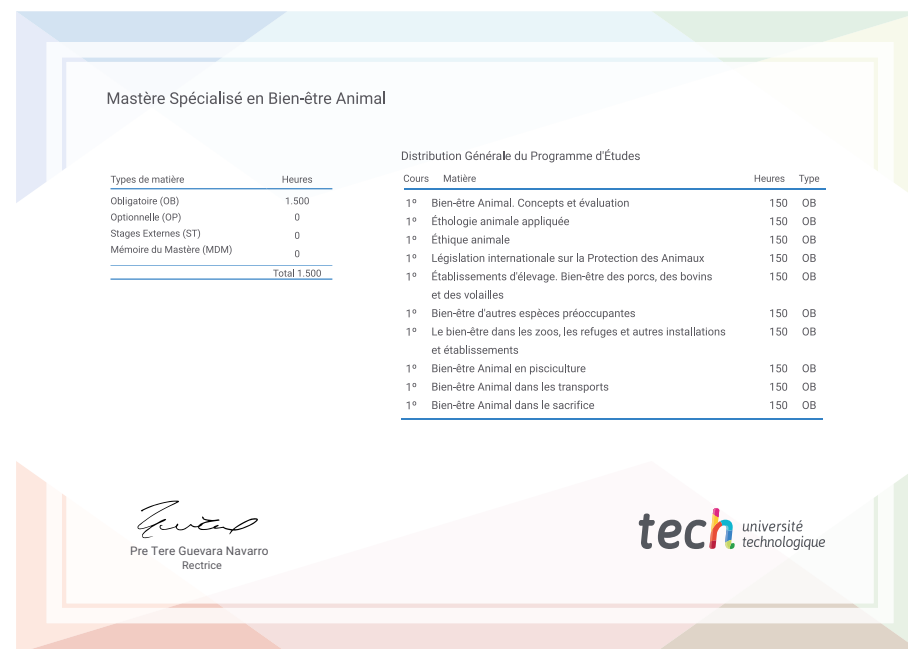 Mastère Spécialisé en Bien-être Animal
Types de matière Heures
Obligatoire (OB) 1.500
Optionnelle (OP) 0
Stages Externes (ST) 0
Mémoire du Mastère (MDM) 0
Total 1.500
Distribution Générale du Programme d'Études
Cours Matière Heures Type
1º Bien-être Animal. Concepts et évaluation 150 OB
1º Éthologie animale appliquée 150 OB
1º Éthique animale 150 OB
1º Législation internationale sur la Protection des Animaux 150 OB
1º Établissements d'élevage. Bien-être des porcs, des bovins 150 OB
et des volailles
1º Bien-être d'autres espèces préoccupantes 150 OB
1º Le bien-être dans les zoos, les refuges et autres installations 150 OB
et établissements
1º Bien-être Animal en pisciculture 150 OB
1º Bien-être Animal dans les transports 150 OB
1º Bien-être Animal dans le sacrifice 150 OB
Pre Tere Guevara Navarro
Rectrice
tech université
technologique